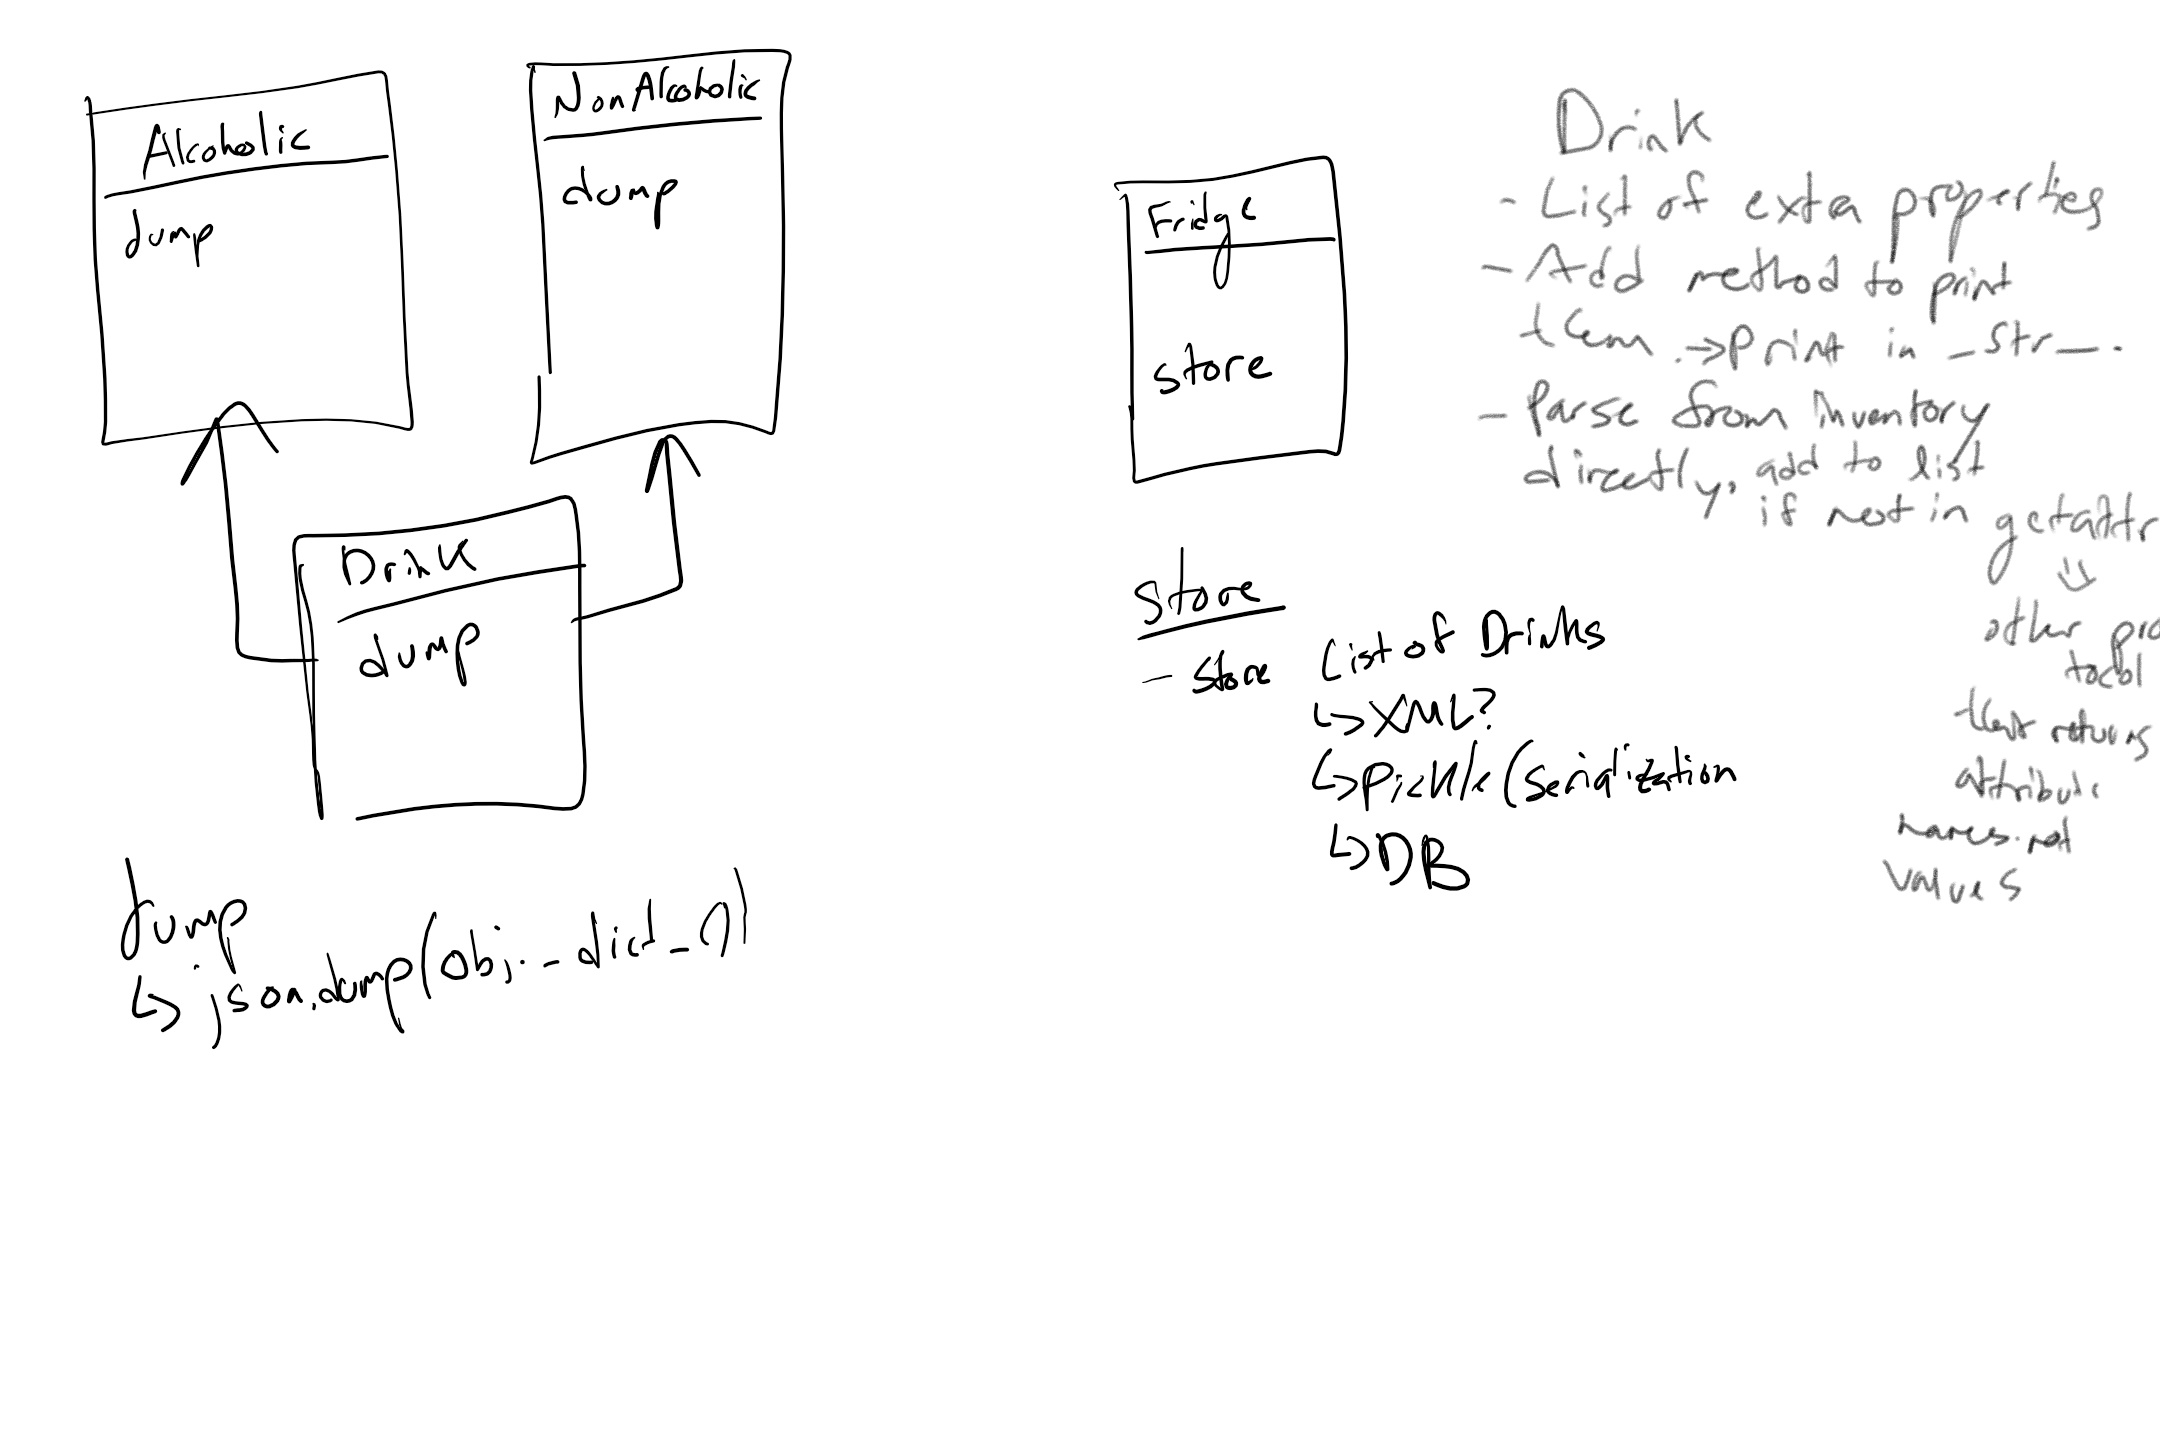 Alcoholic
dump
NonAlcoholic
dump
Drink
dump
dump
↳ json.dump(obj.__dict__())
Fridge
store
store
- store List of Drinks
↳ XML?
↳ Pickle (Serialization
↳ DB
Drink
- List of extra properties
- Add method to print
them. → Print in _str__.
- Parse from inventory
directly, add to list
if not in getattr
⇓
other pro
tocol
that returns
attribute
names. not
values